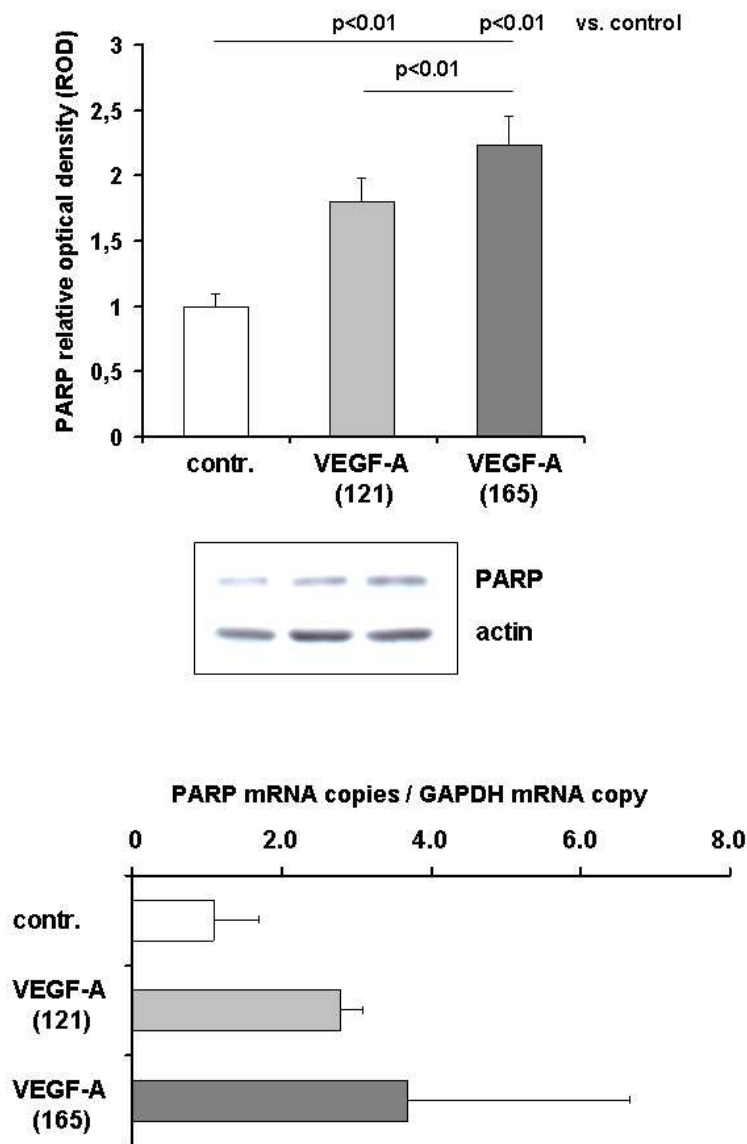 p<0.01 p<0.01 vs. control
p<0.01
PARP relative optical density (ROD)
3
2,5
2
1,5
1
0,5
0
contr. VEGF-A VEGF-A
(121) (165)
PARP
actin
PARP mRNA copies / GAPDH mRNA copy
0 2.0 4.0 6.0 8.0
contr.
VEGF-A
(121)
VEGF-A
(165)